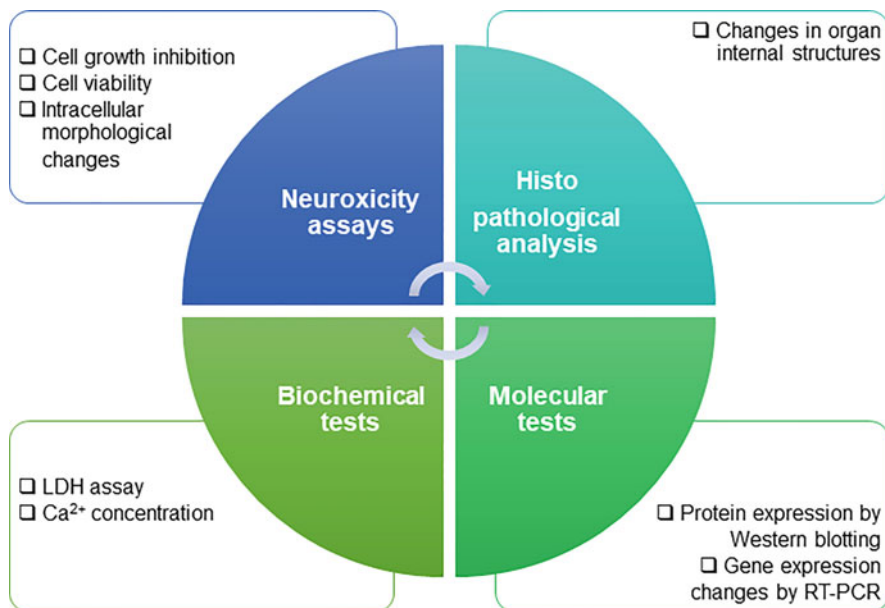 ❑ Cell growth inhibition
❑ Cell viability
❑ Intracellular
morphological
changes
❑ Changes in organ
internal structures
Neuroxicity
assays
Histo
pathological
analysis
Biochemical
tests
Molecular
tests
❑ LDH assay
❑ Ca²⁺ concentration
❑ Protein expression by
Western blotting
❑ Gene expression
changes by RT-PCR